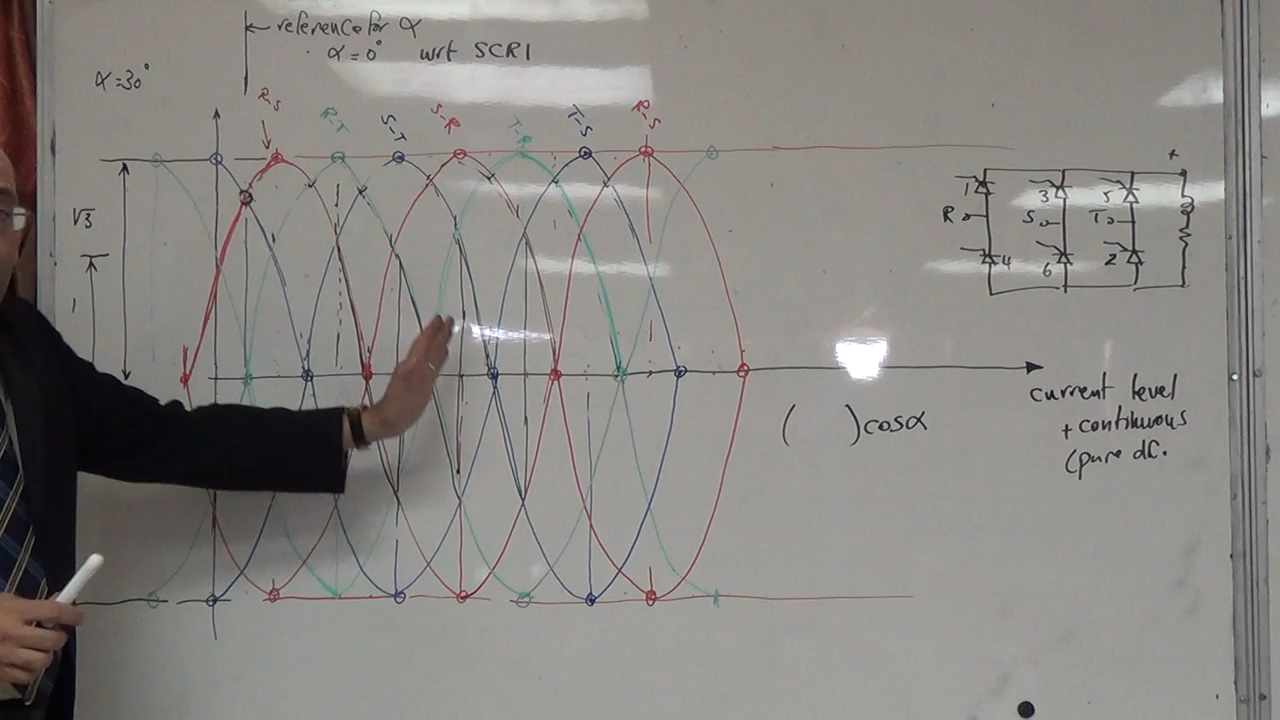 ← reference for α
α=0° wrt SCR1
α=30°
R-S
R-T
S-T
S-R
T-R
T-S
R-S
√3
1
+
1
3
5
R
S
T
4
6
2
current level
+ continuous
(pure dC.
( )cosα